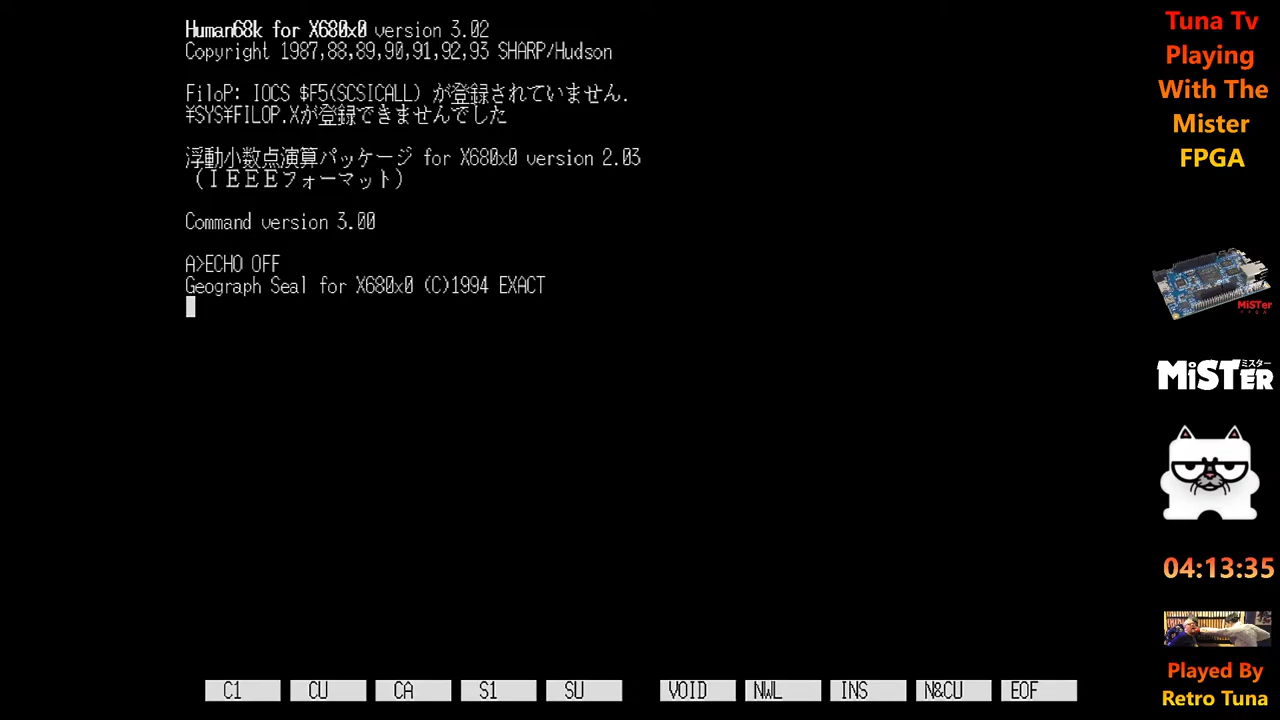 Human68k for X680x0 version 3.02
Copyright 1987,88,89,90,91,92,93 SHARP/Hudson
FiloP: IOCS $F5(SCSICALL) が登録されていません.
¥SYS¥FILOP.Xが登録できませんでした
浮動小数点演算パッケージ for X680x0 version 2.03
（ＩＥＥＥフォーマット）
Command version 3.00
A>ECHO OFF
Geograph Seal for X680x0 (C)1994 EXACT
C1 CU CA S1 SU VOID NWL INS N&CU EOF
Tuna Tv
Playing
With The
Mister
FPGA
MiSTer
FPGA
ミスター
MiSTER
04:13:35
Played By
Retro Tuna